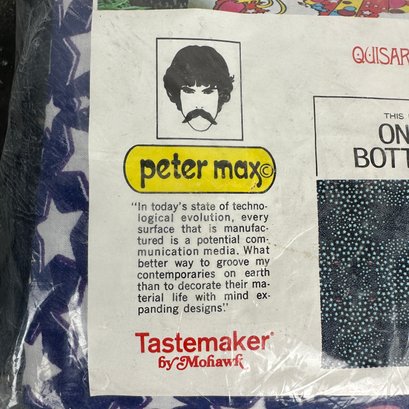 QUISAR
THIS
ON
BOTT
peter max©
"In today's state of techno-
logical evolution, every
surface that is manufac-
tured is a potential com-
munication media. What
better way to groove my
contemporaries on earth
than to decorate their ma-
terial life with mind ex-
panding designs."
Tastemaker®
by Mohawk